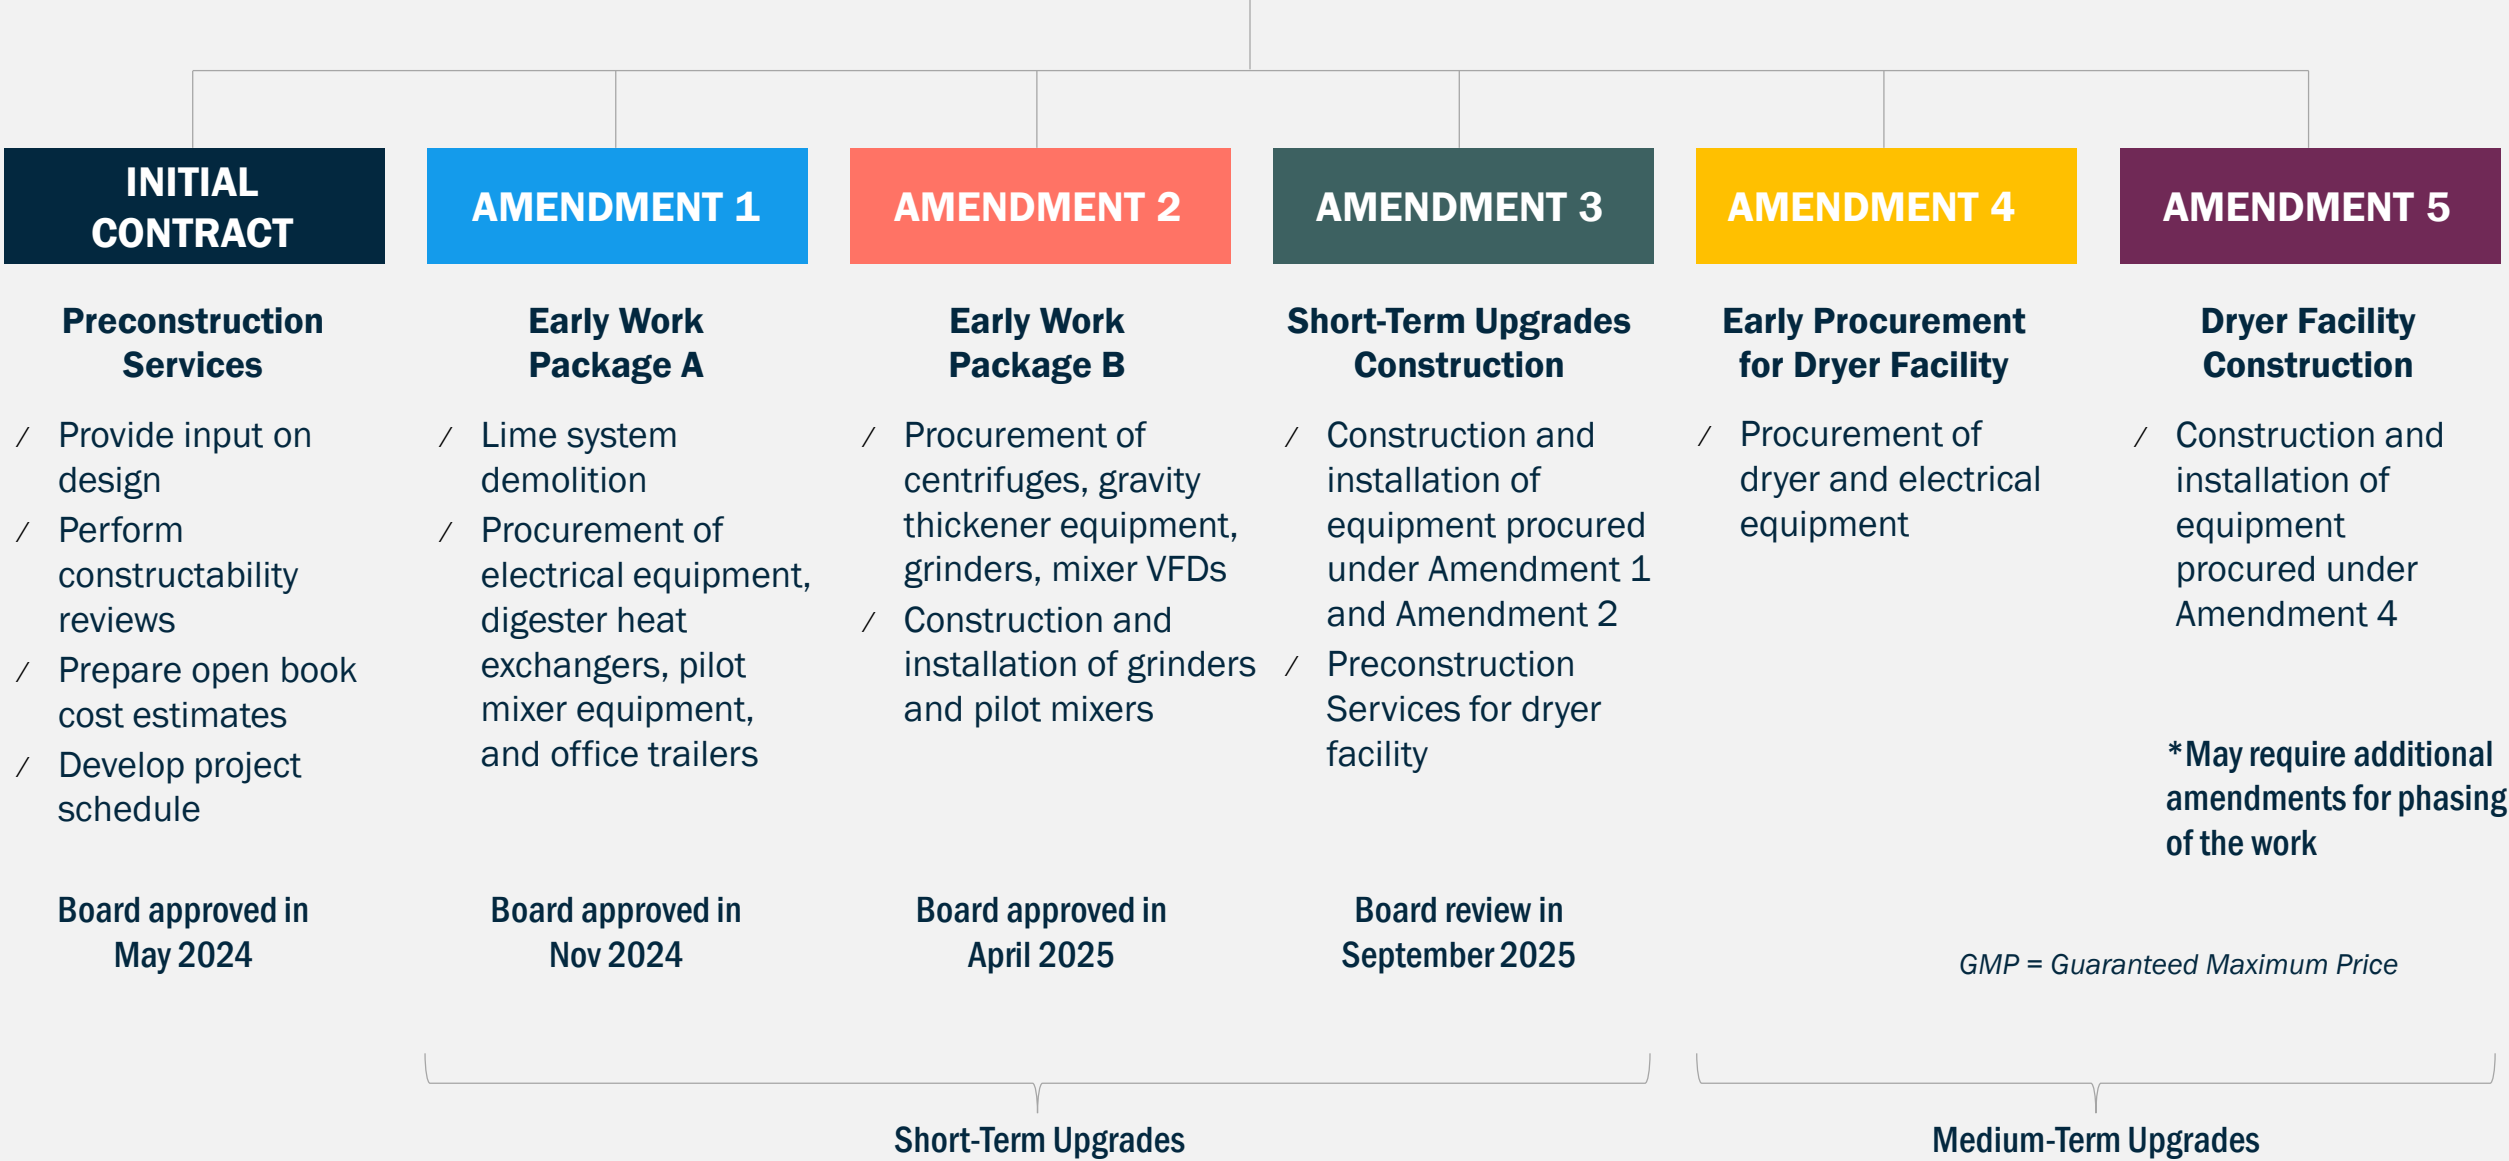 INITIAL
CONTRACT
Preconstruction
Services
/ Provide input on
design
/ Perform
constructability
reviews
/ Prepare open book
cost estimates
/ Develop project
schedule
Board approved in
May 2024
AMENDMENT 1
Early Work
Package A
/ Lime system
demolition
/ Procurement of
electrical equipment,
digester heat
exchangers, pilot
mixer equipment,
and office trailers
Board approved in
Nov 2024
AMENDMENT 2
Early Work
Package B
/ Procurement of
centrifuges, gravity
thickener equipment,
grinders, mixer VFDs
/ Construction and
installation of grinders
and pilot mixers
Board approved in
April 2025
AMENDMENT 3
Short-Term Upgrades
Construction
/ Construction and
installation of
equipment procured
under Amendment 1
and Amendment 2
/ Preconstruction
Services for dryer
facility
Board review in
September 2025
AMENDMENT 4
Early Procurement
for Dryer Facility
/ Procurement of
dryer and electrical
equipment
AMENDMENT 5
Dryer Facility
Construction
/ Construction and
installation of
equipment
procured under
Amendment 4
*May require additional
amendments for phasing
of the work
GMP = Guaranteed Maximum Price
Short-Term Upgrades
Medium-Term Upgrades